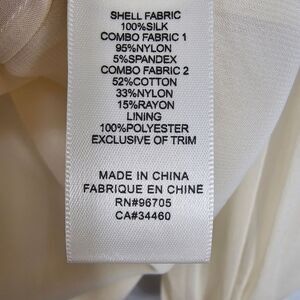 SHELL FABRIC
100%SILK
COMBO FABRIC 1
95%NYLON
5%SPANDEX
COMBO FABRIC 2
52%COTTON
33%NYLON
15%RAYON
LINING
100%POLYESTER
EXCLUSIVE OF TRIM
MADE IN CHINA
FABRIQUE EN CHINE
RN#96705
CA#34460